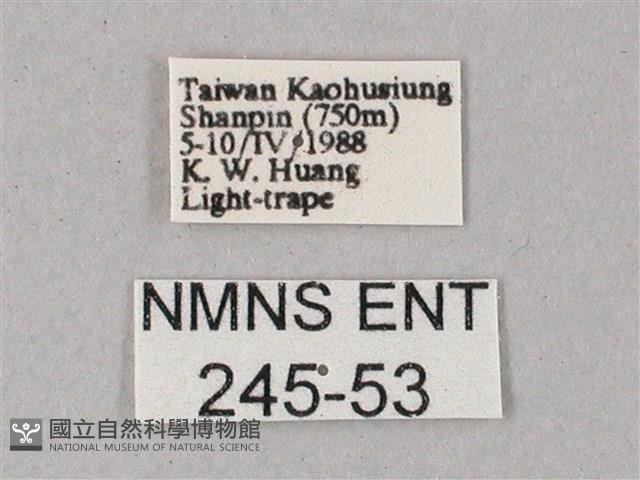 Taiwan Kaohusiung
Shanpin (750m)
5-10/IV/1988
K. W. Huang
Light-trape
NMNS ENT
245-53
國立自然科學博物館
NATIONAL MUSEUM OF NATURAL SCIENCE